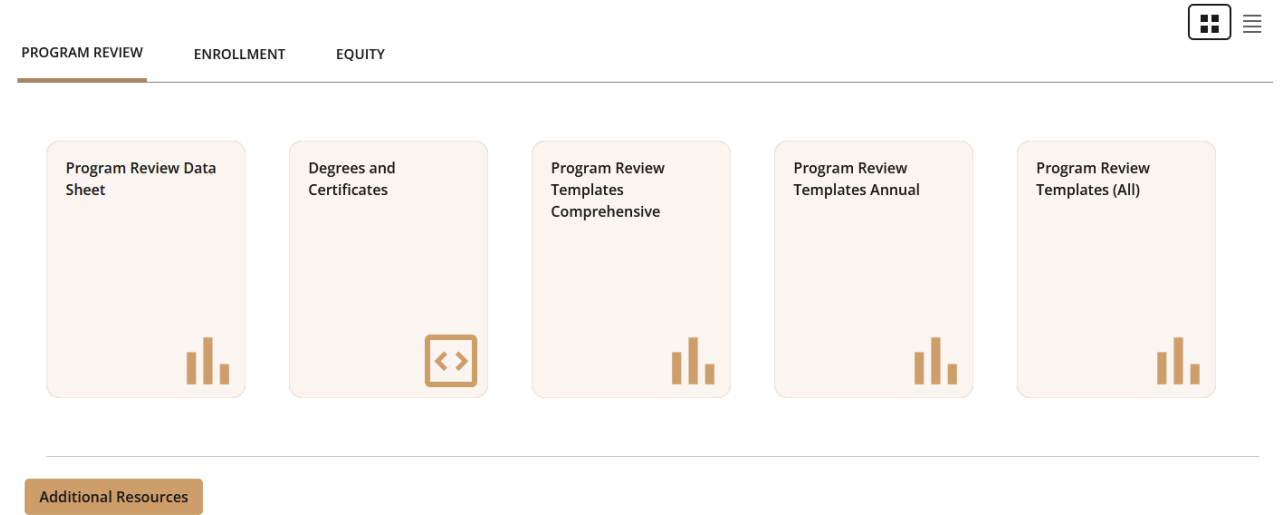 PROGRAM REVIEW
ENROLLMENT
EQUITY
Program Review Data
Sheet
Degrees and
Certificates
Program Review
Templates
Comprehensive
Program Review
Templates Annual
Program Review
Templates (All)
Additional Resources